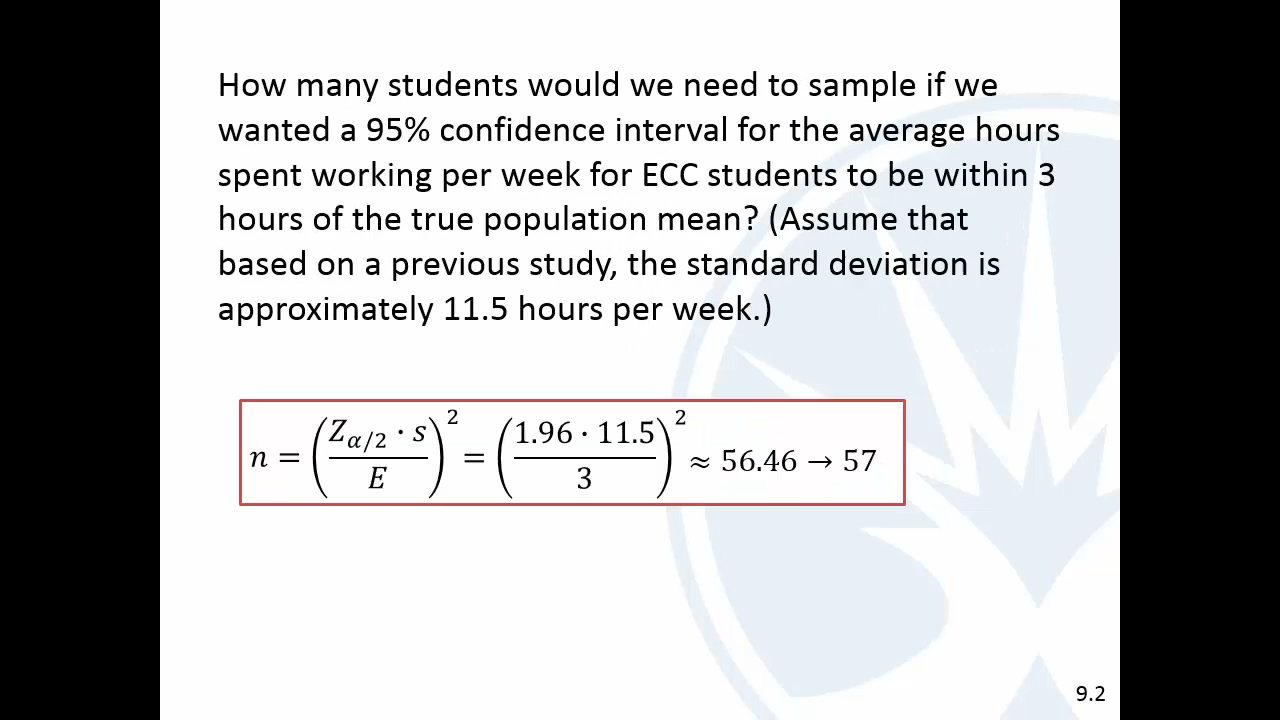 How many students would we need to sample if we
wanted a 95% confidence interval for the average hours
spent working per week for ECC students to be within 3
hours of the true population mean? (Assume that
based on a previous study, the standard deviation is
approximately 11.5 hours per week.)
𝑛 = (𝑍_{𝛼/2} · 𝑠 / 𝐸)² = (1.96 · 11.5 / 3)² ≈ 56.46 → 57
9.2